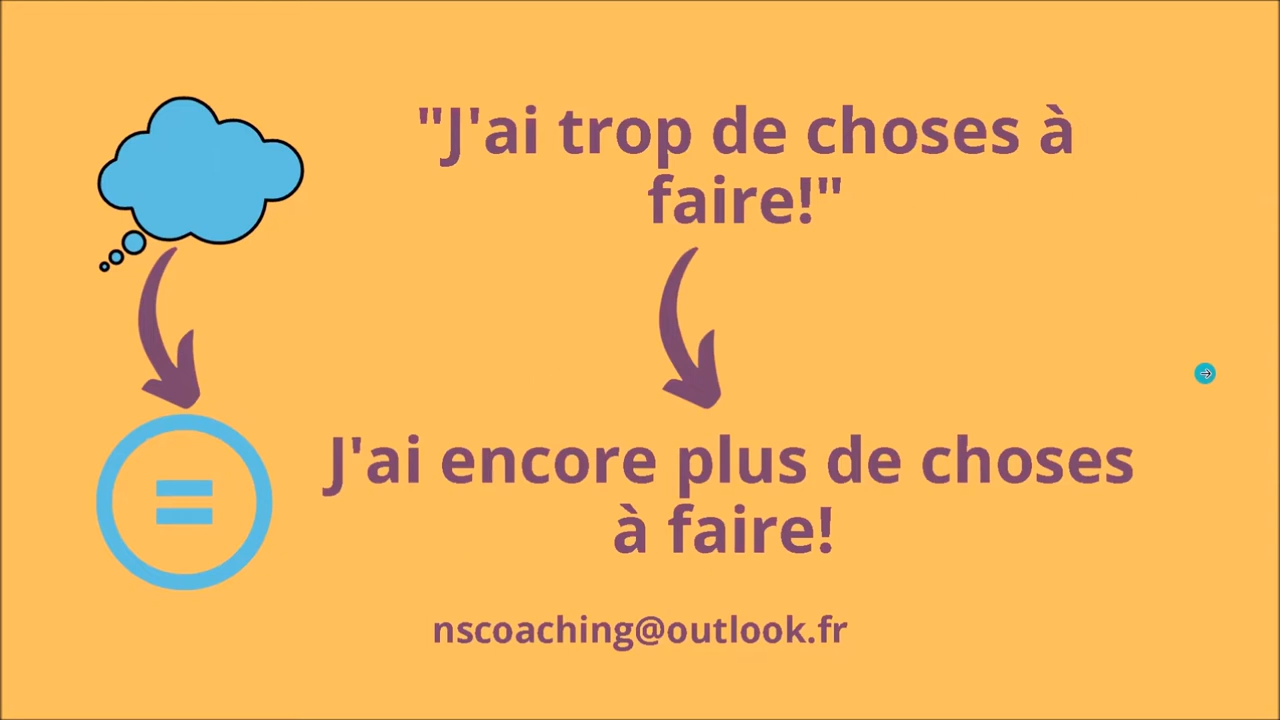 "J'ai trop de choses à
faire!"
J'ai encore plus de choses
à faire!
nscoaching@outlook.fr